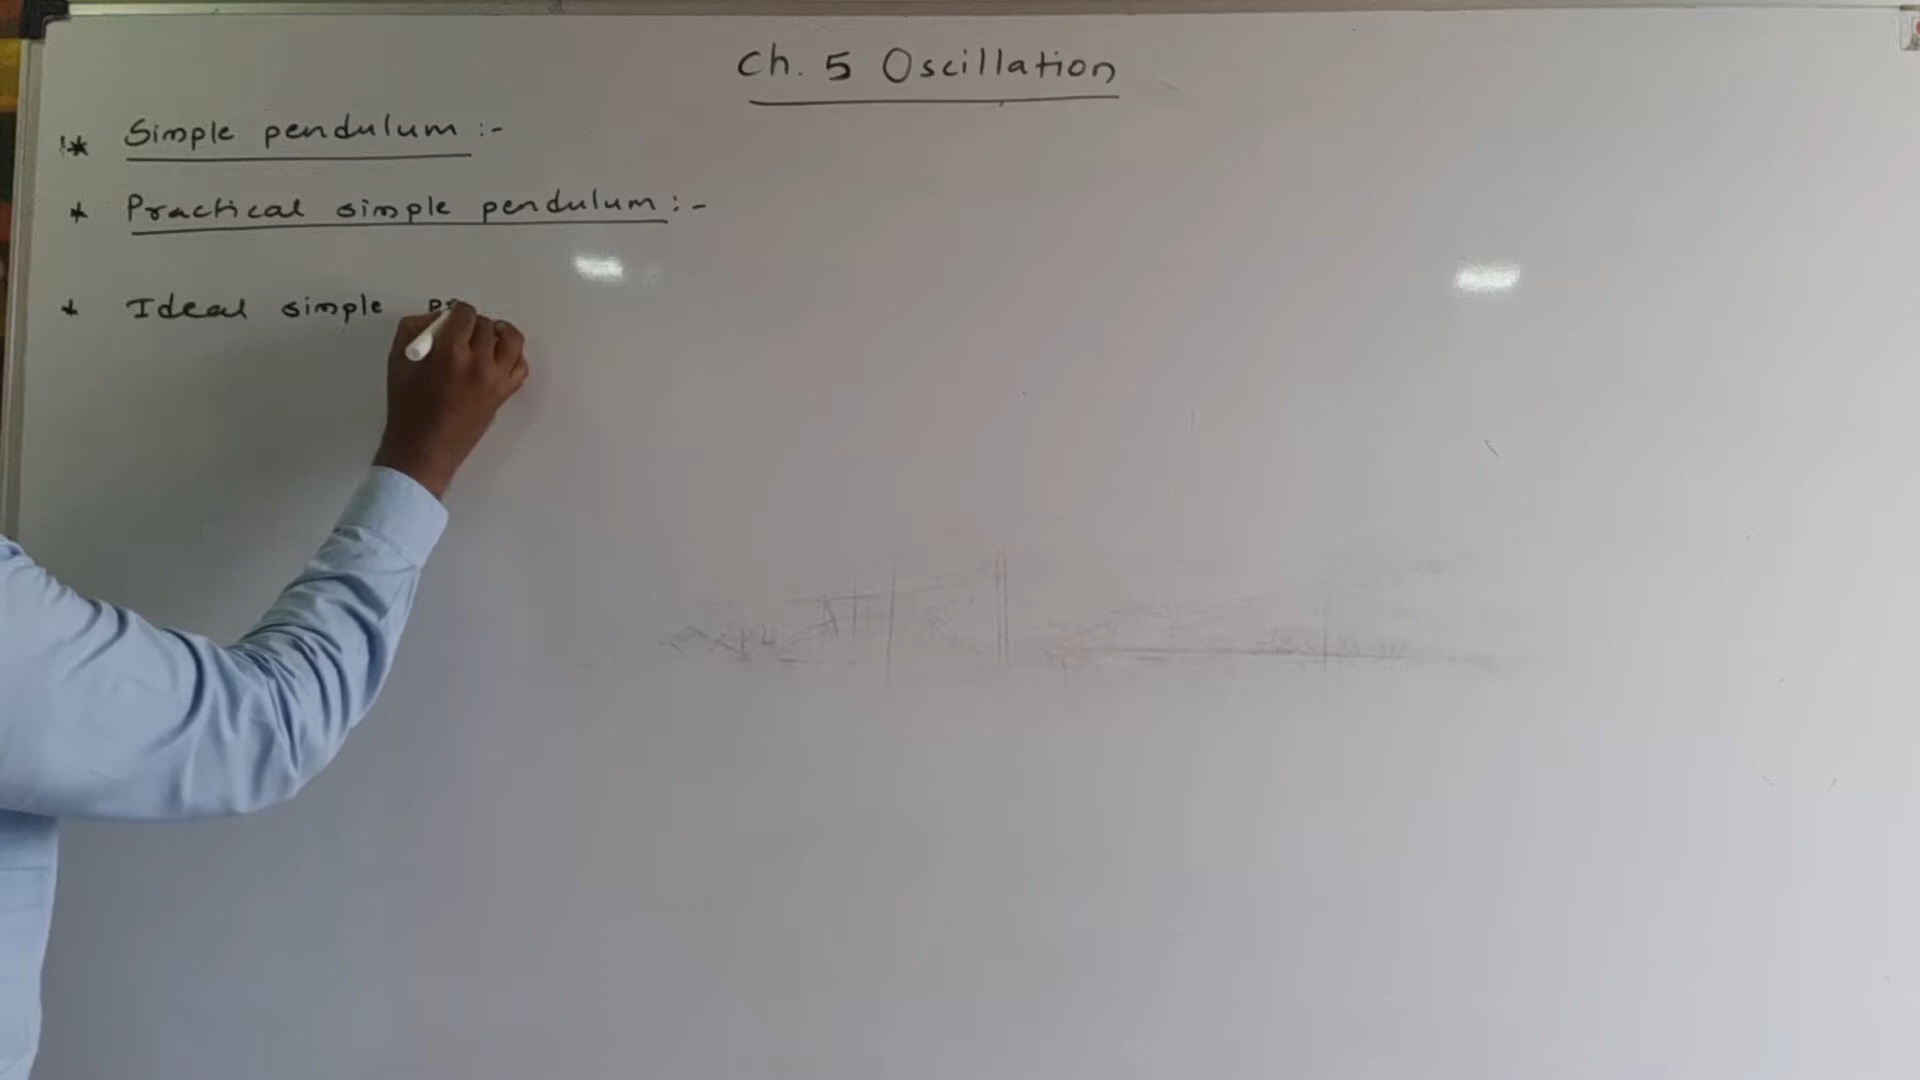 Ch. 5 Oscillation
* Simple pendulum :-
* Practical simple pendulum : -
* Ideal simple